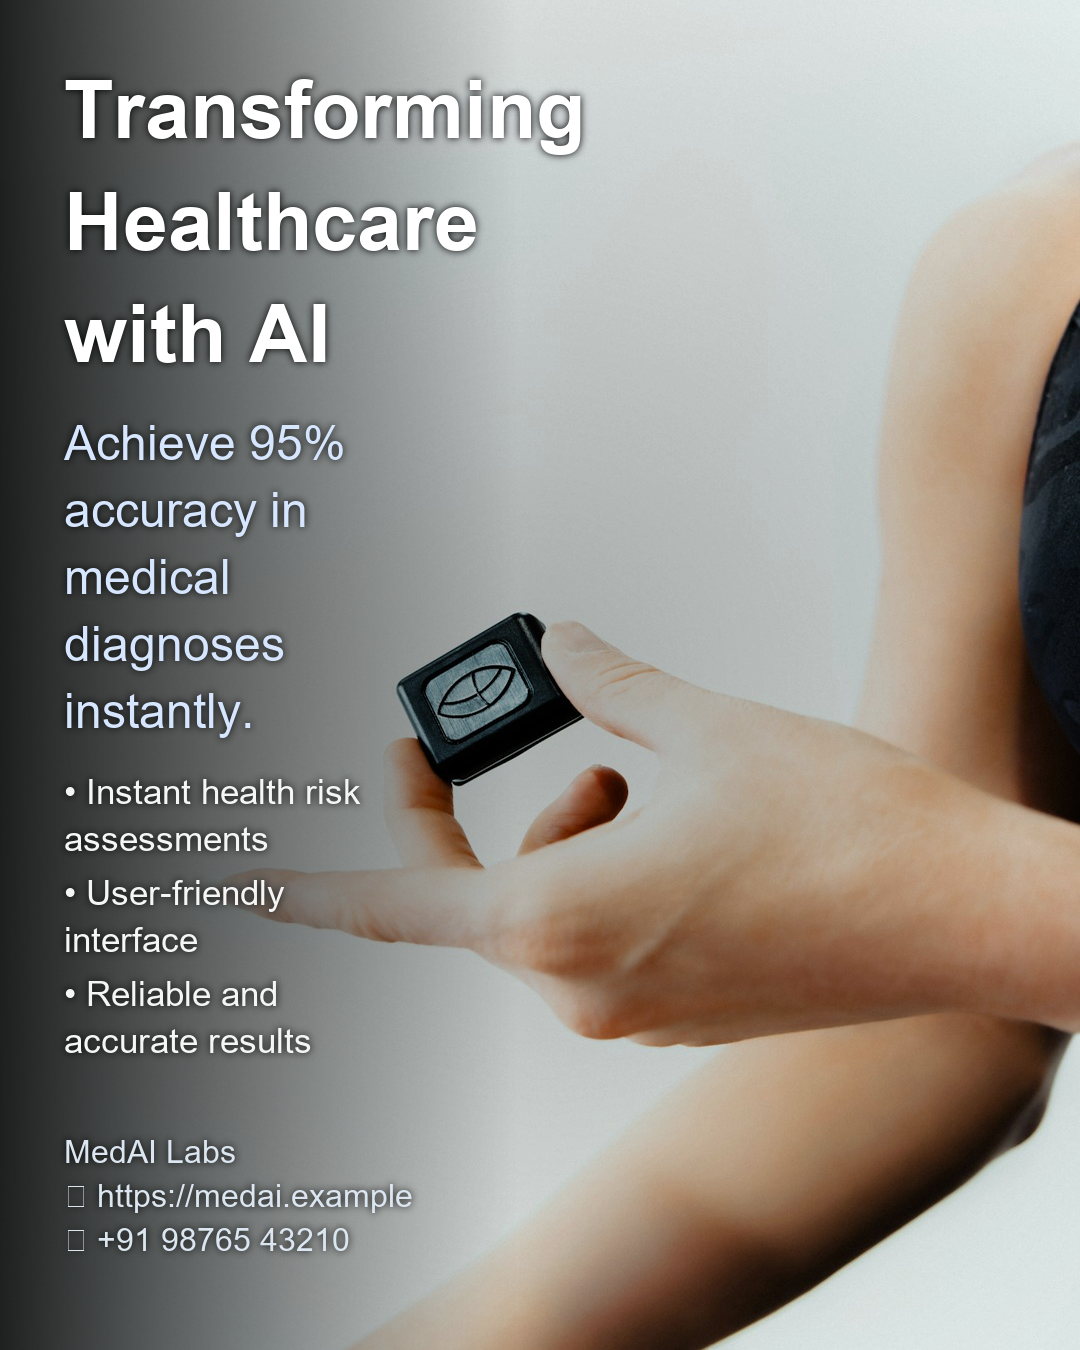 Transforming
Healthcare
with AI
Achieve 95%
accuracy in
medical
diagnoses
instantly.
• Instant health risk
assessments
• User-friendly
interface
• Reliable and
accurate results
MedAI Labs
https://medai.example
+91 98765 43210